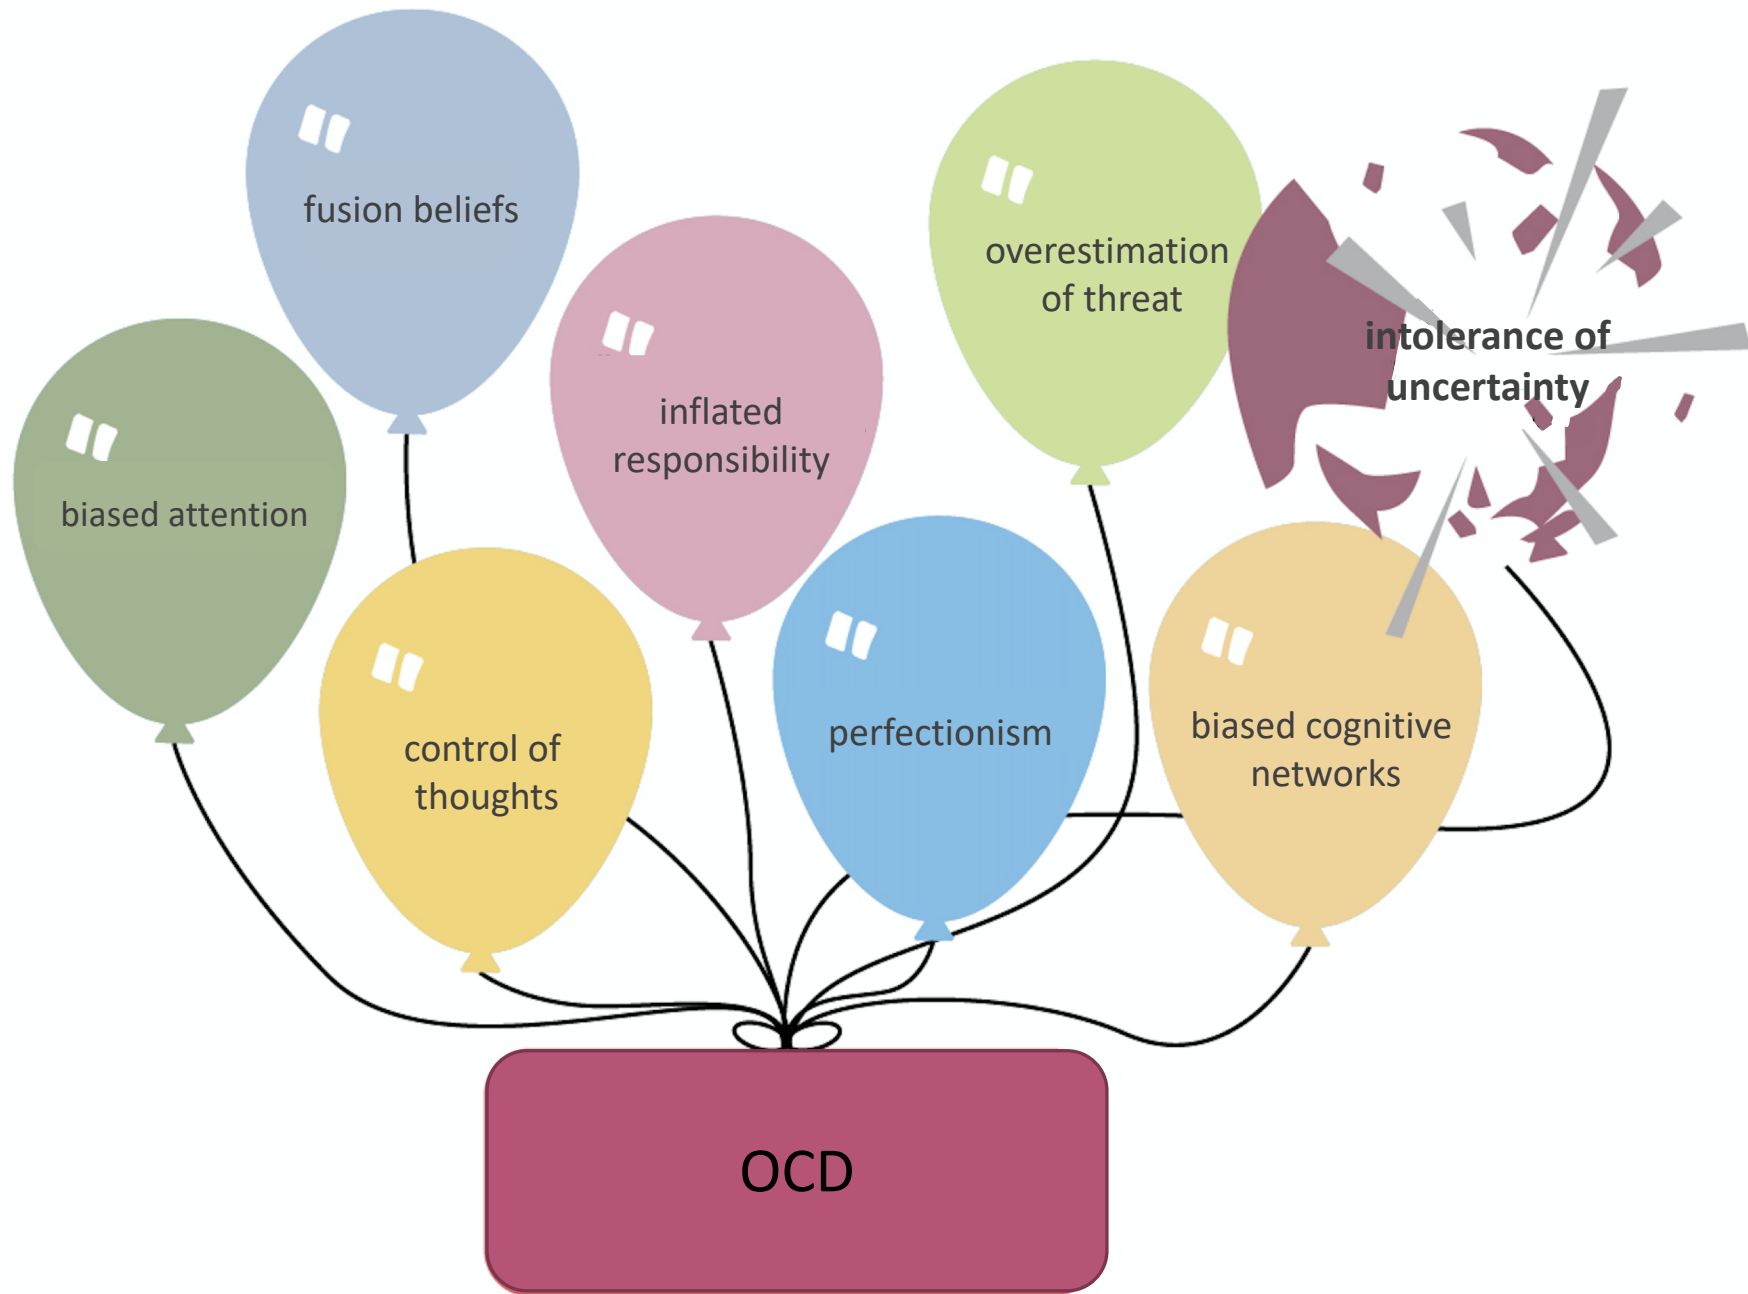 fusion beliefs
overestimation
of threat
intolerance of
uncertainty
inflated
responsibility
biased attention
control of
thoughts
perfectionism
biased cognitive
networks
OCD